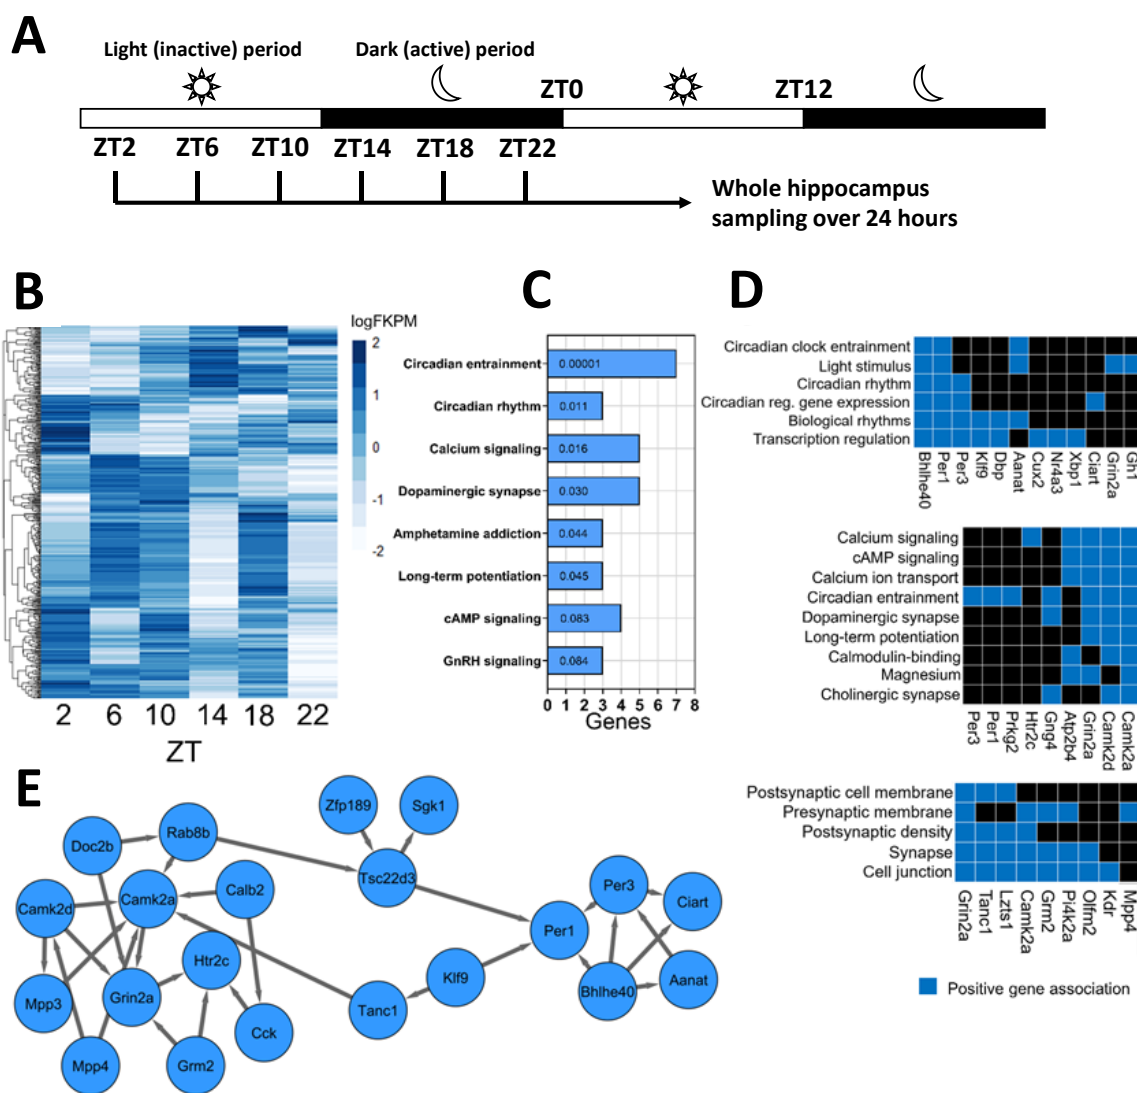 A
Light (inactive) period
Dark (active) period
ZT0
ZT12
ZT2
ZT6
ZT10
ZT14
ZT18
ZT22
Whole hippocampus
sampling over 24 hours
B
logFKPM
2
1
0
-1
-2
2
6
10
14
18
22
ZT
C
Circadian entrainment
0.00001
Circadian rhythm
0.011
Calcium signaling
0.016
Dopaminergic synapse
0.030
Amphetamine addiction
0.044
Long-term potentiation
0.045
cAMP signaling
0.083
GnRH signaling
0.084
0 1 2 3 4 5 6 7 8
Genes
D
Circadian clock entrainment
Light stimulus
Circadian rhythm
Circadian reg. gene expression
Biological rhythms
Transcription regulation
Bhlhe40
Per1
Per3
Klf9
Dbp
Aanat
Cux2
Nr4a3
Xbp1
Ciart
Grin2a
Gh1
Calcium signaling
cAMP signaling
Calcium ion transport
Circadian entrainment
Dopaminergic synapse
Long-term potentiation
Calmodulin-binding
Magnesium
Cholinergic synapse
Per3
Per1
Prkg2
Htr2c
Gng4
Atp2b4
Grin2a
Camk2d
Camk2a
Postsynaptic cell membrane
Presynaptic membrane
Postsynaptic density
Synapse
Cell junction
Grin2a
Tanc1
Lzts1
Camk2a
Grm2
Pi4k2a
Olfm2
Kdr
Mpp4
Positive gene association
E
Zfp189
Sgk1
Rab8b
Doc2b
Tsc22d3
Calb2
Camk2a
Camk2d
Per3
Ciart
Per1
Htr2c
Klf9
Aanat
Bhlhe40
Grin2a
Mpp3
Tanc1
Cck
Mpp4
Grm2